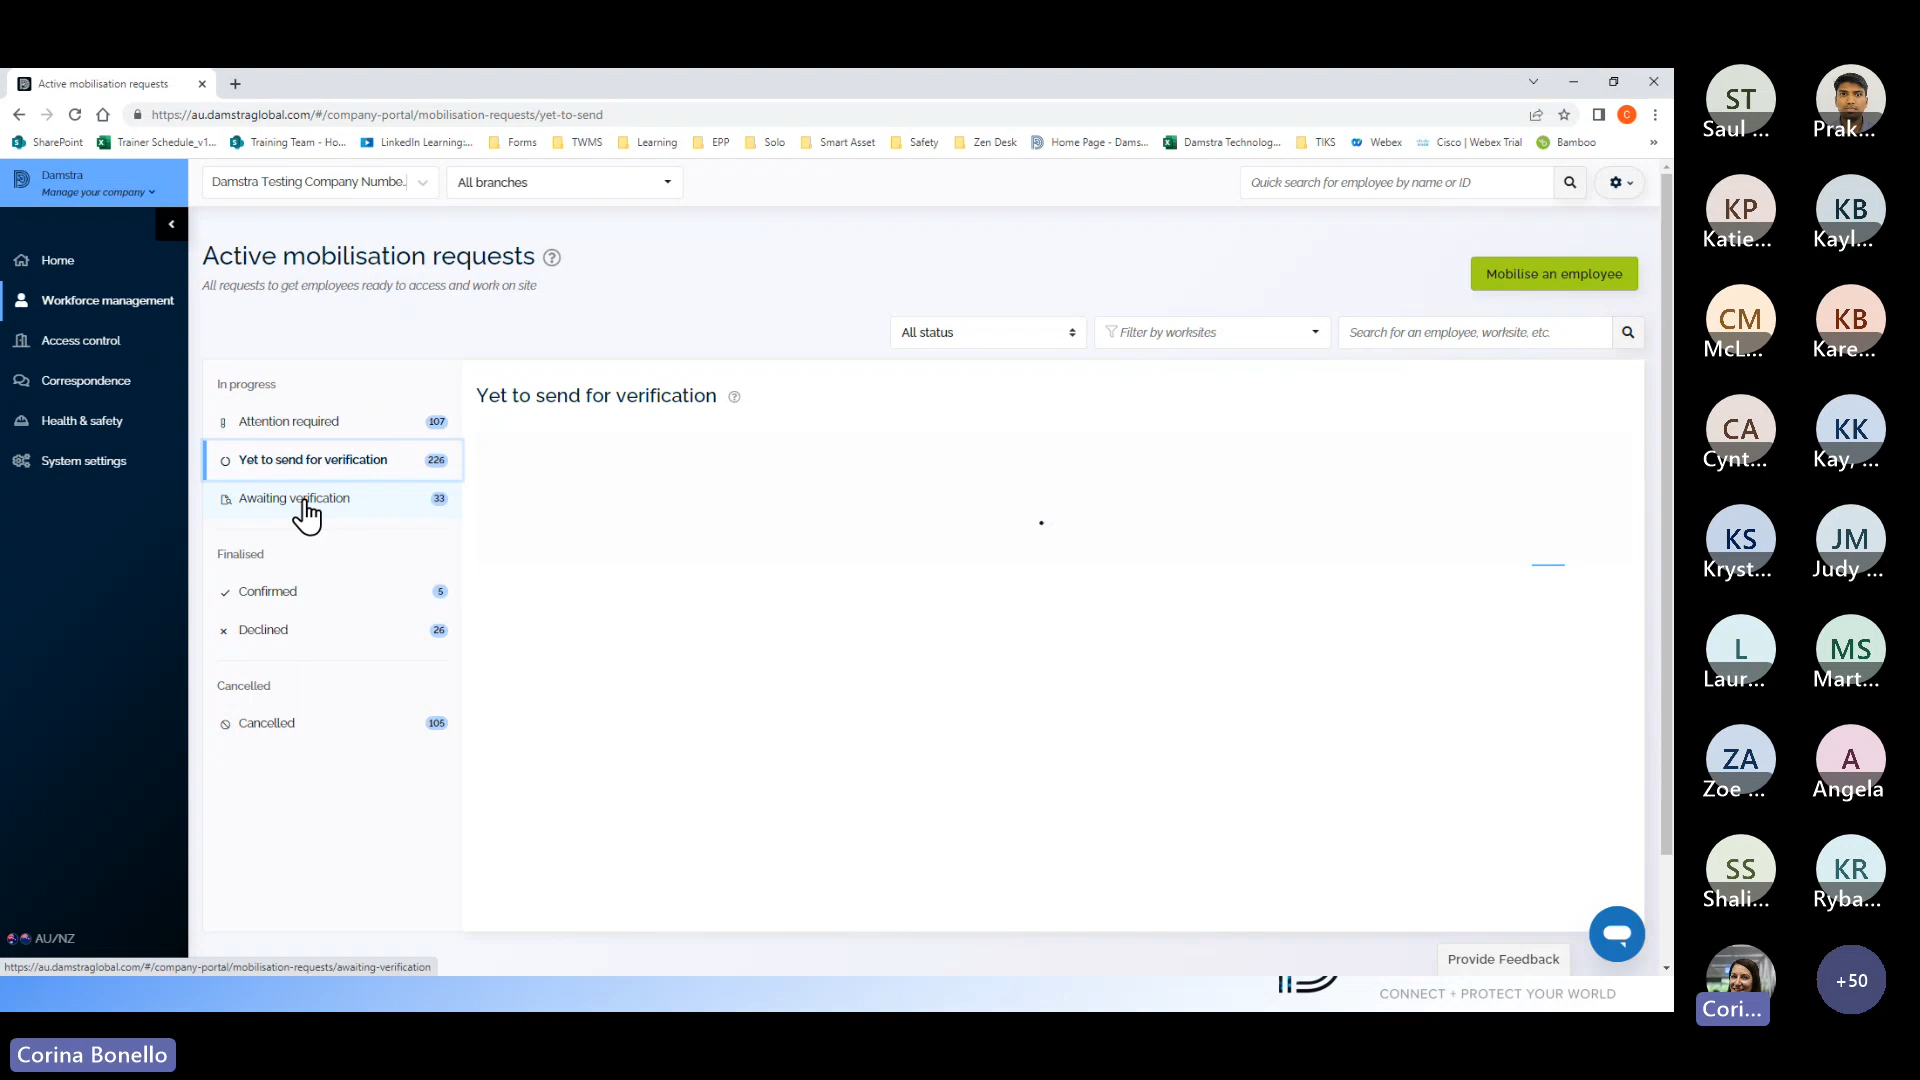 Active mobilisation requests
https://au.damstraglobal.com/#/company-portal/mobilisation-requests/yet-to-send
C
SharePoint
Trainer Schedule_v1...
Training Team - Ho...
LinkedIn Learning:...
Forms
TWMS
Learning
EPP
Solo
Smart Asset
Safety
Zen Desk
Home Page - Dams...
Damstra Technolog...
TIKS
Webex
Cisco | Webex Trial
Bamboo
»
Damstra
Manage your company
Damstra Testing Company Numbe..
All branches
Quick search for employee by name or ID
Home
Workforce management
Access control
Correspondence
Health & safety
System settings
AU/NZ
Active mobilisation requests
All requests to get employees ready to access and work on site
Mobilise an employee
All status
Filter by worksites
Search for an employee, worksite, etc.
In progress
Attention required 107
Yet to send for verification 226
Awaiting verification 33
Finalised
Confirmed 5
Declined 26
Cancelled
Cancelled 105
Yet to send for verification
https://au.damstraglobal.com/#/company-portal/mobilisation-requests/awaiting-verification
Provide Feedback
CONNECT + PROTECT YOUR WORLD
Corina Bonello
ST
Saul ...
Prak...
KP
Katie...
KB
Kayl...
CM
McL...
KB
Kare...
CA
Cynt...
KK
Kay, ...
KS
Kryst...
JM
Judy ...
L
Laur...
MS
Mart...
ZA
Zoe ...
A
Angela
SS
Shali...
KR
Ryba...
Cori...
+50